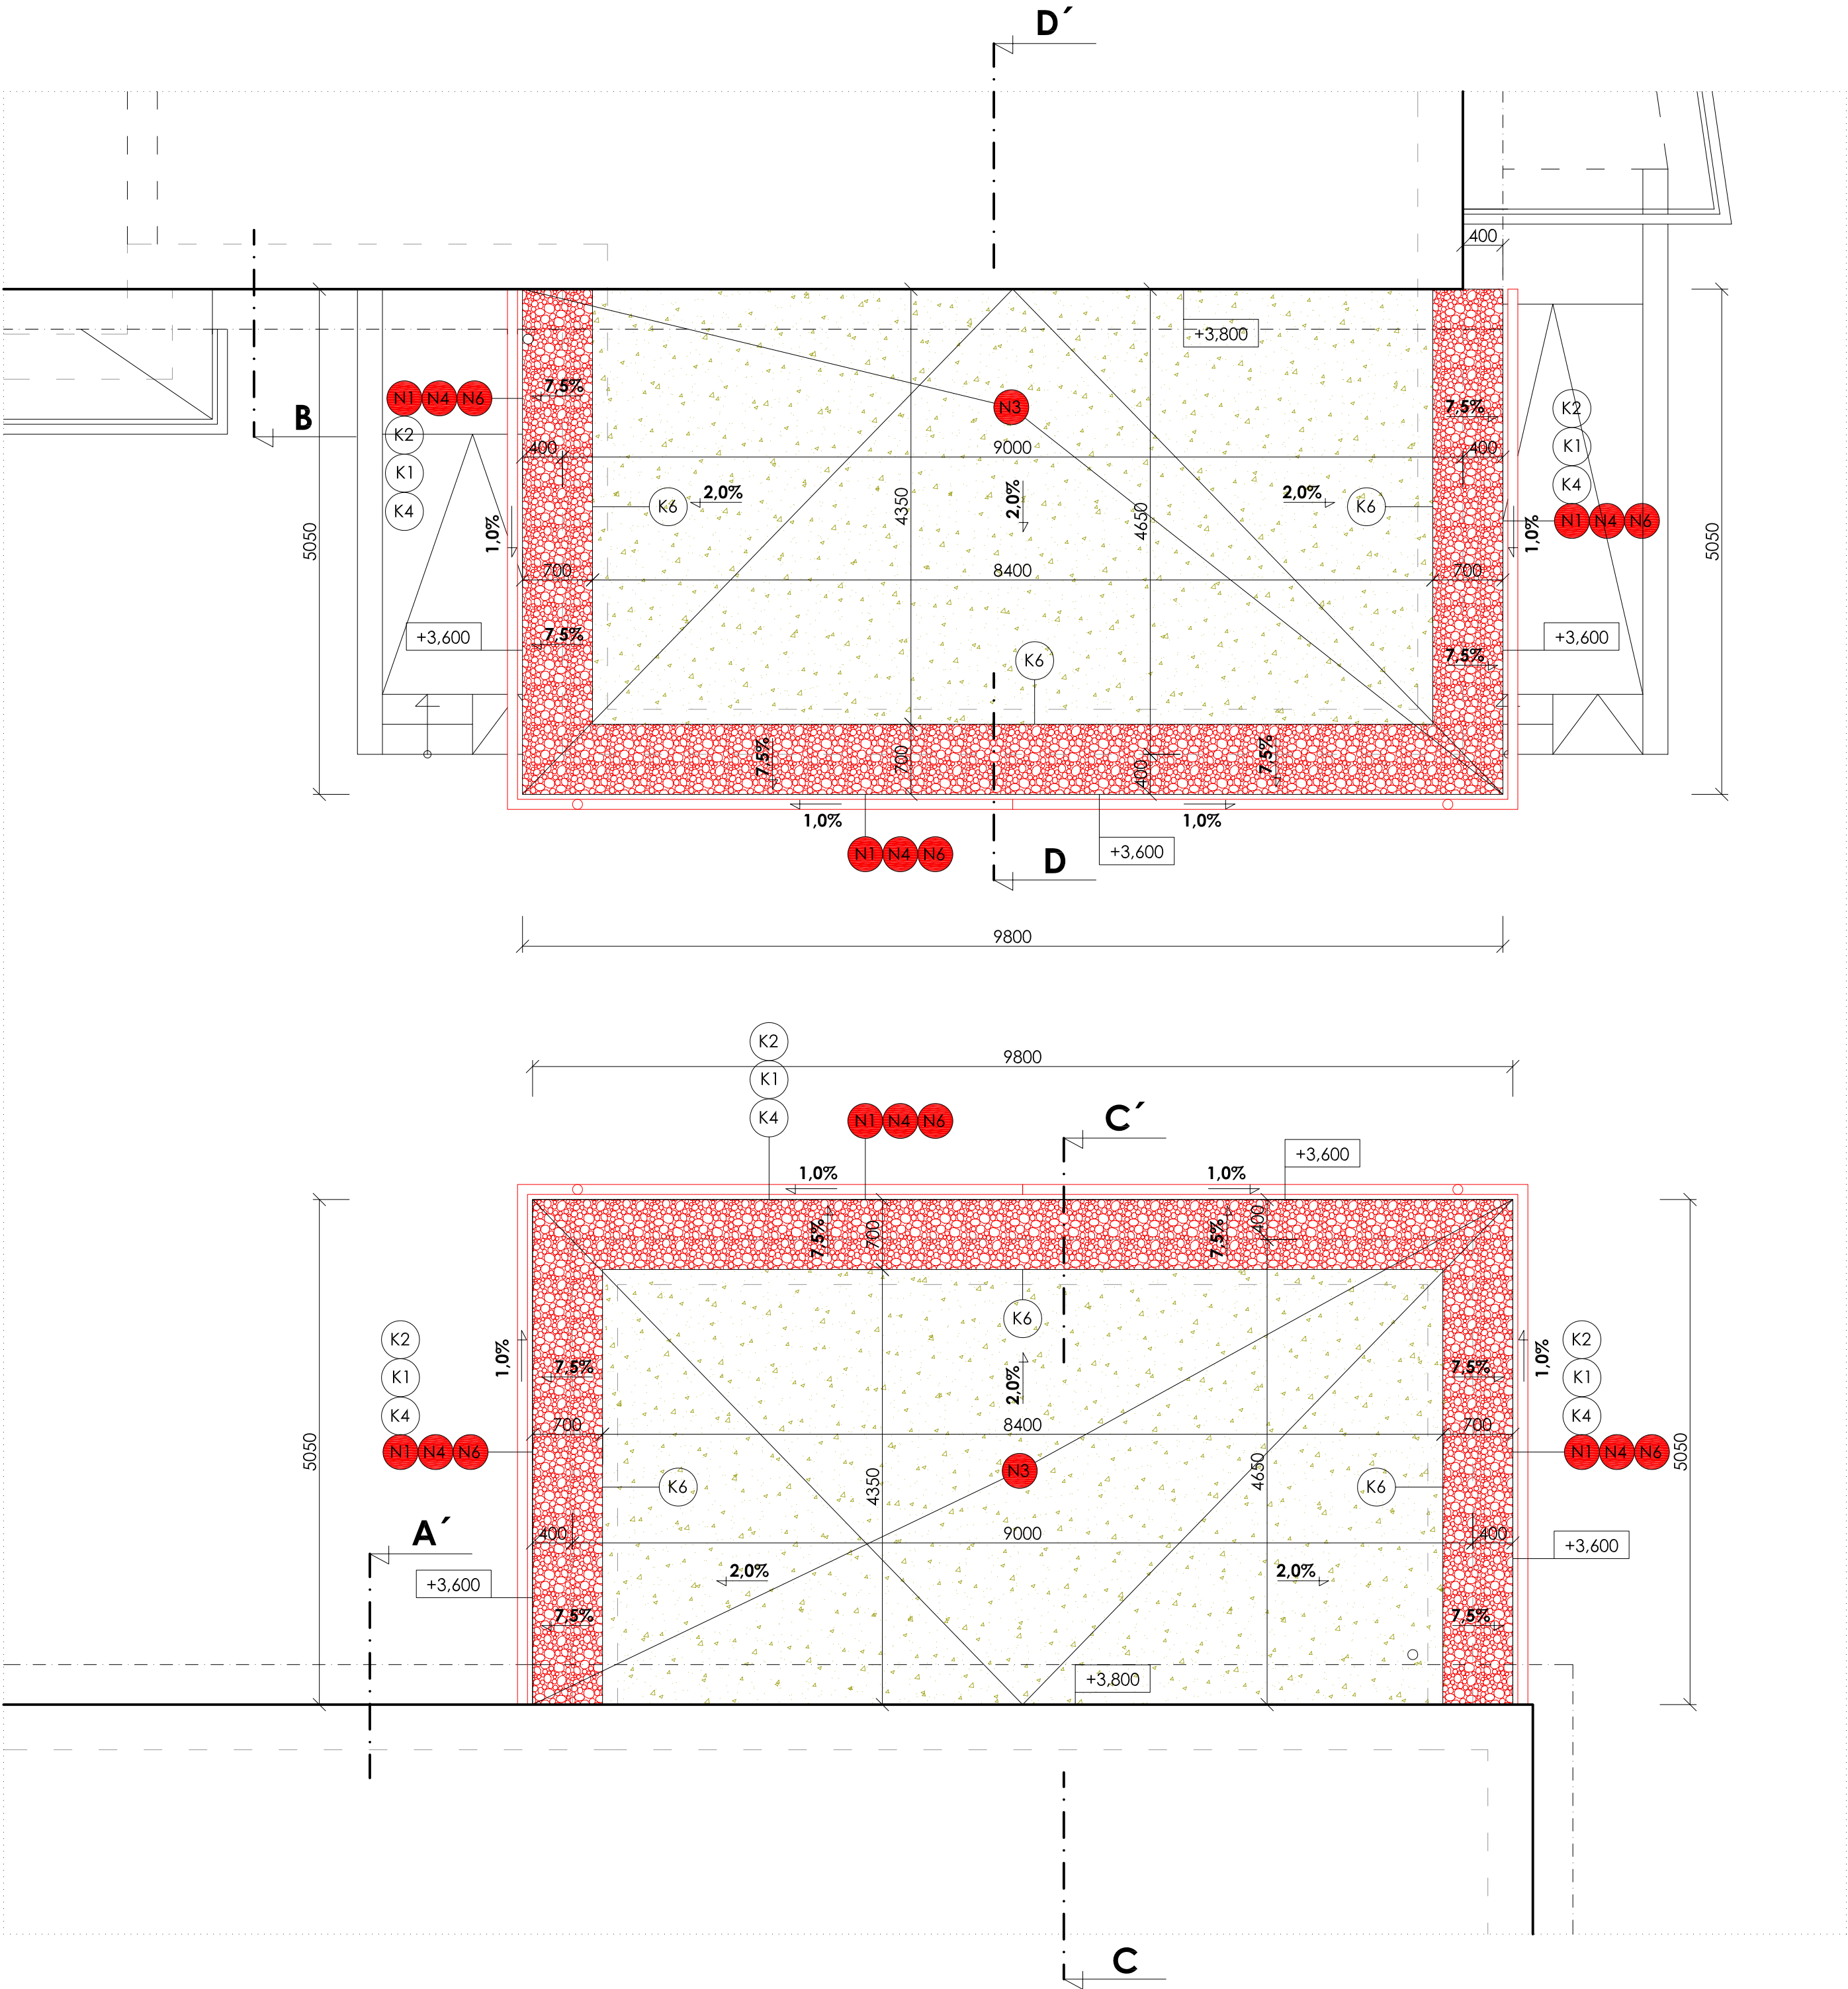 D´
400
+3,800
7,5%
N1 N4 N6
K2
K1
K4
B
N3
7,5%
K2
K1
K4
N1 N4 N6
400
9000
400
K6
2,0%
4350
2,0%
4650
2,0%
K6
1,0%
1,0%
5050
5050
700
8400
700
+3,600
7,5%
K6
7,5%
+3,600
7,5%
700
400
7,5%
1,0%
1,0%
N1 N4 N6
D
+3,600
9800
K2
K1
K4
9800
N1 N4 N6
C´
1,0%
1,0%
+3,600
7,5%
700
7,5%
400
K6
K2
K1
K4
N1 N4 N6
1,0%
7,5%
2,0%
7,5%
1,0%
K2
K1
K4
N1 N4 N6
700
8400
700
5050
5050
K6
4350
N3
4650
K6
A´
400
9000
400
+3,600
+3,600
2,0%
2,0%
7,5%
7,5%
+3,800
C